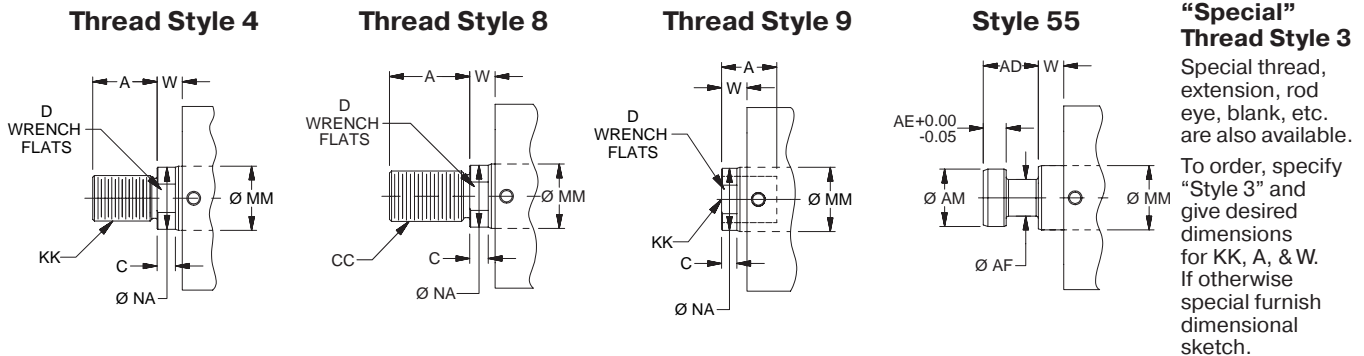 Thread Style 4
A
W
D
WRENCH
FLATS
Ø MM
KK
C
Ø NA
Thread Style 8
A
W
D
WRENCH
FLATS
Ø MM
CC
C
Ø NA
Thread Style 9
A
W
D
WRENCH
FLATS
Ø MM
KK
C
Ø NA
Style 55
AD
W
AE+0.00
-0.05
Ø AM
Ø MM
Ø AF
“Special”
Thread Style 3
Special thread,
extension, rod
eye, blank, etc.
are also available.
To order, specify
“Style 3” and
give desired
dimensions
for KK, A, & W.
If otherwise
special furnish
dimensional
sketch.